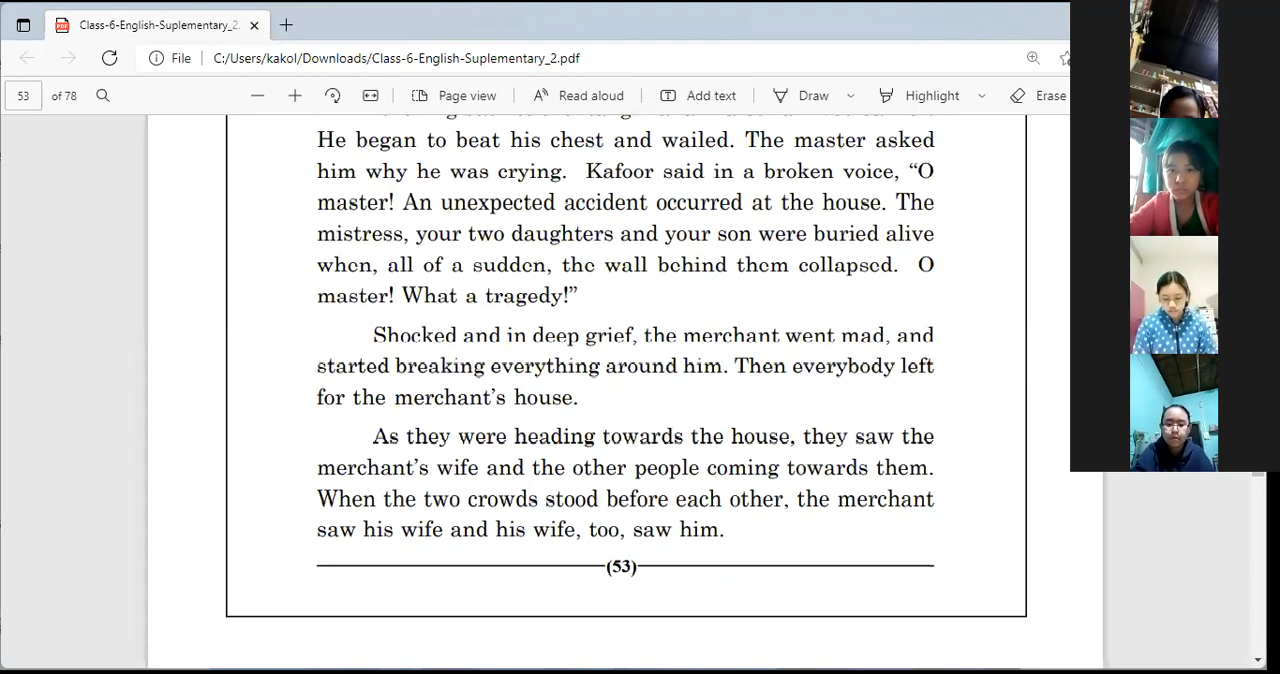 Class-6-English-Suplementary_2.
File
C:/Users/kakol/Downloads/Class-6-English-Suplementary_2.pdf
53 of 78
Page view
Read aloud
Add text
Draw
Highlight
Erase
He began to beat his chest and wailed. The master asked
him why he was crying. Kafoor said in a broken voice, “O
master! An unexpected accident occurred at the house. The
mistress, your two daughters and your son were buried alive
when, all of a sudden, the wall behind them collapsed. O
master! What a tragedy!”
Shocked and in deep grief, the merchant went mad, and
started breaking everything around him. Then everybody left
for the merchant’s house.
As they were heading towards the house, they saw the
merchant’s wife and the other people coming towards them.
When the two crowds stood before each other, the merchant
saw his wife and his wife, too, saw him.
(53)